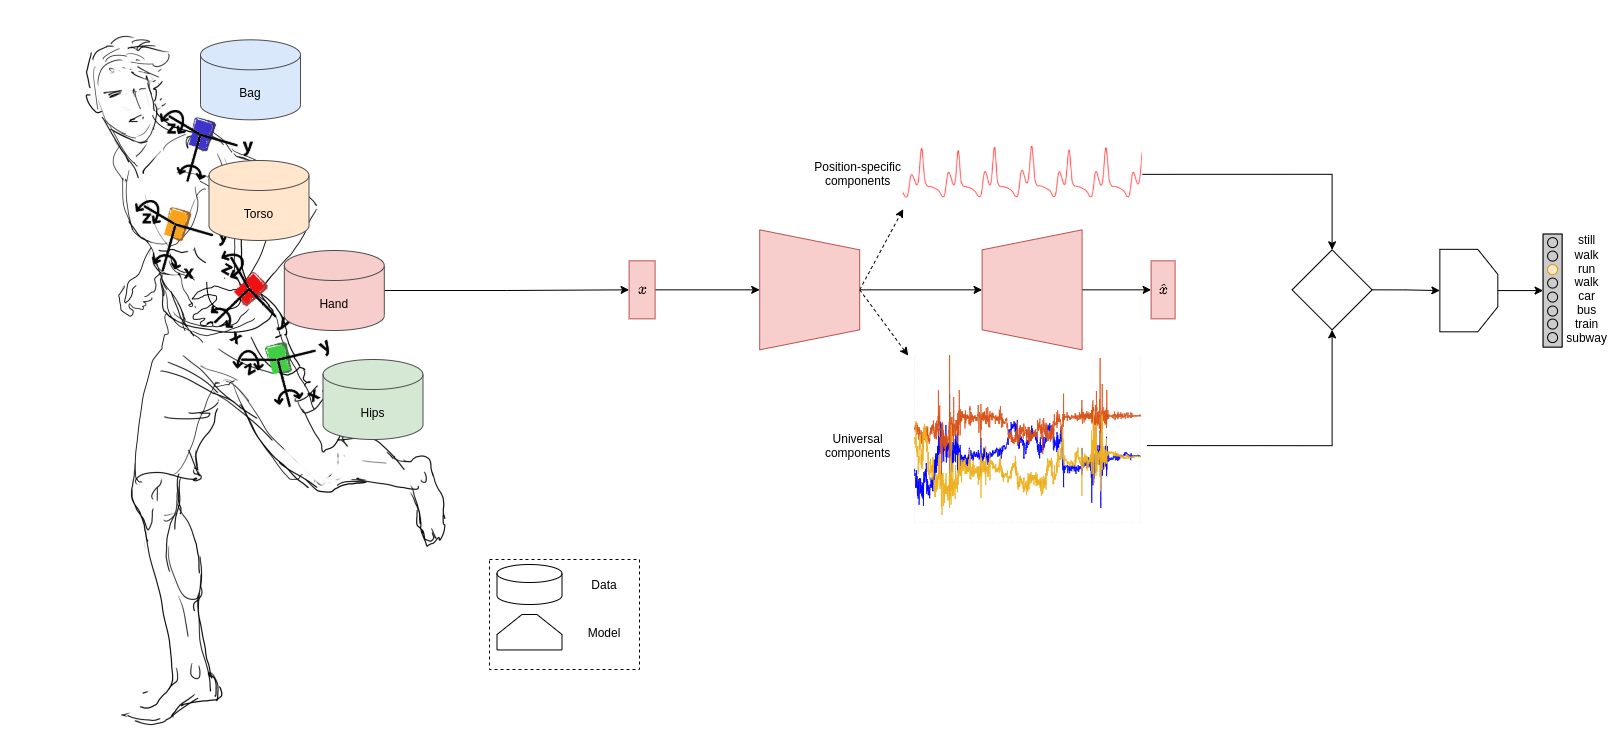 Bag
z
y
Torso
z
y
x
Hand
z
y
x
Hips
z
y
x
x
Position-specific
components
x̂
Universal
components
still
walk
run
walk
car
bus
train
subway
Data
Model